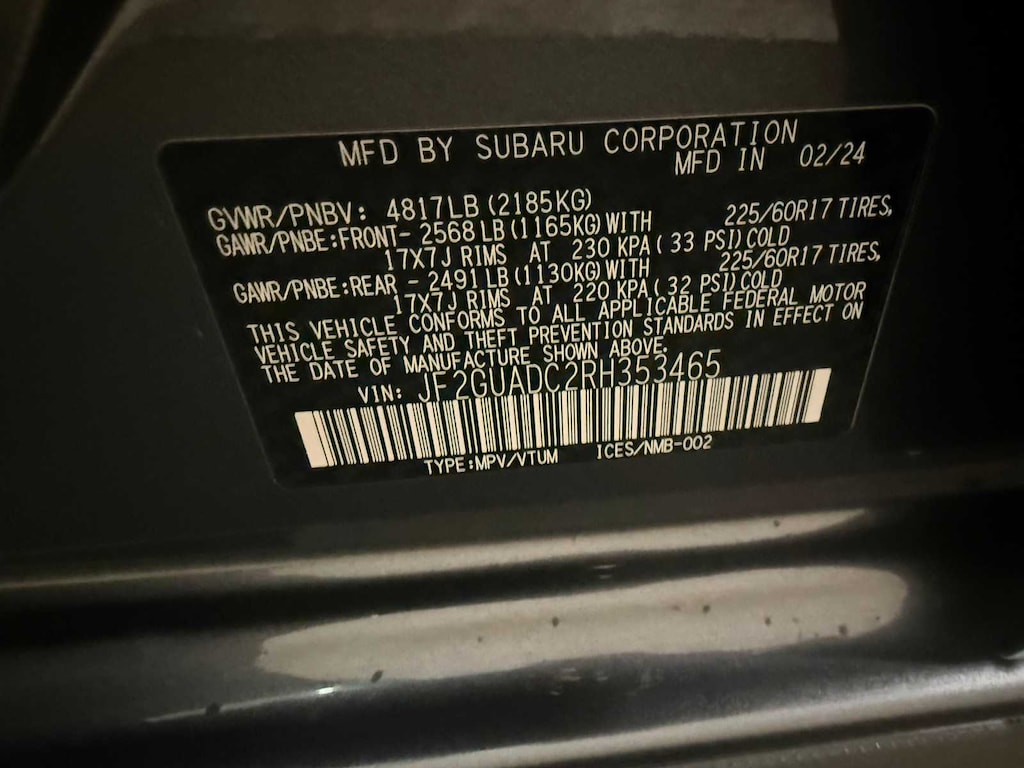 MFD BY SUBARU CORPORATION
MFD IN 02/24
GVWR/PNBV: 4817LB (2185KG)
GAWR/PNBE:FRONT- 2568 LB (1165KG) WITH 225/60R17 TIRES,
17X7J RIMS AT 230 KPA ( 33 PSI) COLD
GAWR/PNBE:REAR - 2491 LB (1130KG) WITH 225/60R17 TIRES,
17X7J RIMS AT 220 KPA ( 32 PSI) COLD
THIS VEHICLE CONFORMS TO ALL APPLICABLE FEDERAL MOTOR
VEHICLE SAFETY AND THEFT PREVENTION STANDARDS IN EFFECT ON
THE DATE OF MANUFACTURE SHOWN ABOVE.
VIN: JF2GUADC2RH353465
TYPE:MPV/VTUM ICES/NMB-002